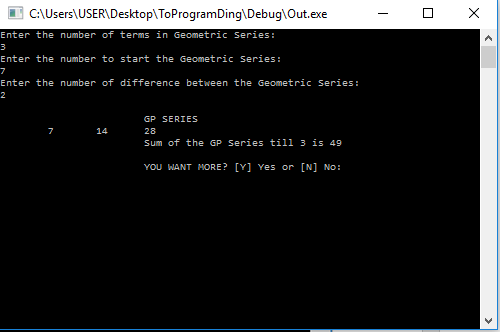 C:\Users\USER\Desktop\ToProgramDing\Debug\Out.exe
Enter the number of terms in Geometric Series:
3
Enter the number to start the Geometric Series:
7
Enter the number of difference between the Geometric Series:
2
GP SERIES
7 14 28
Sum of the GP Series till 3 is 49
YOU WANT MORE? [Y] Yes or [N] No: